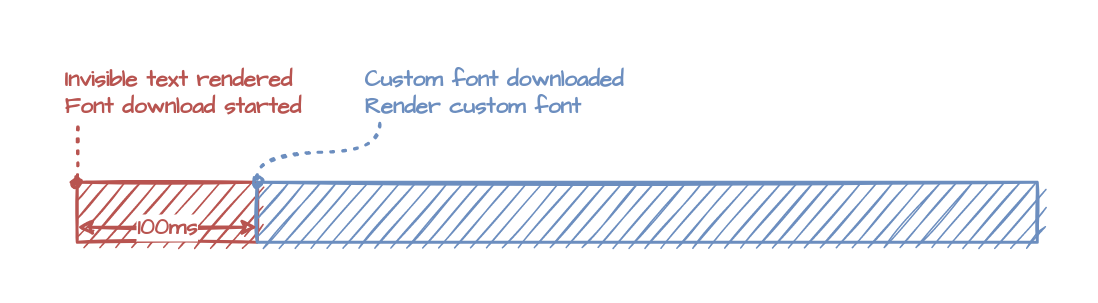 Invisible text rendered
Font download started
Custom font downloaded
Render custom font
100ms